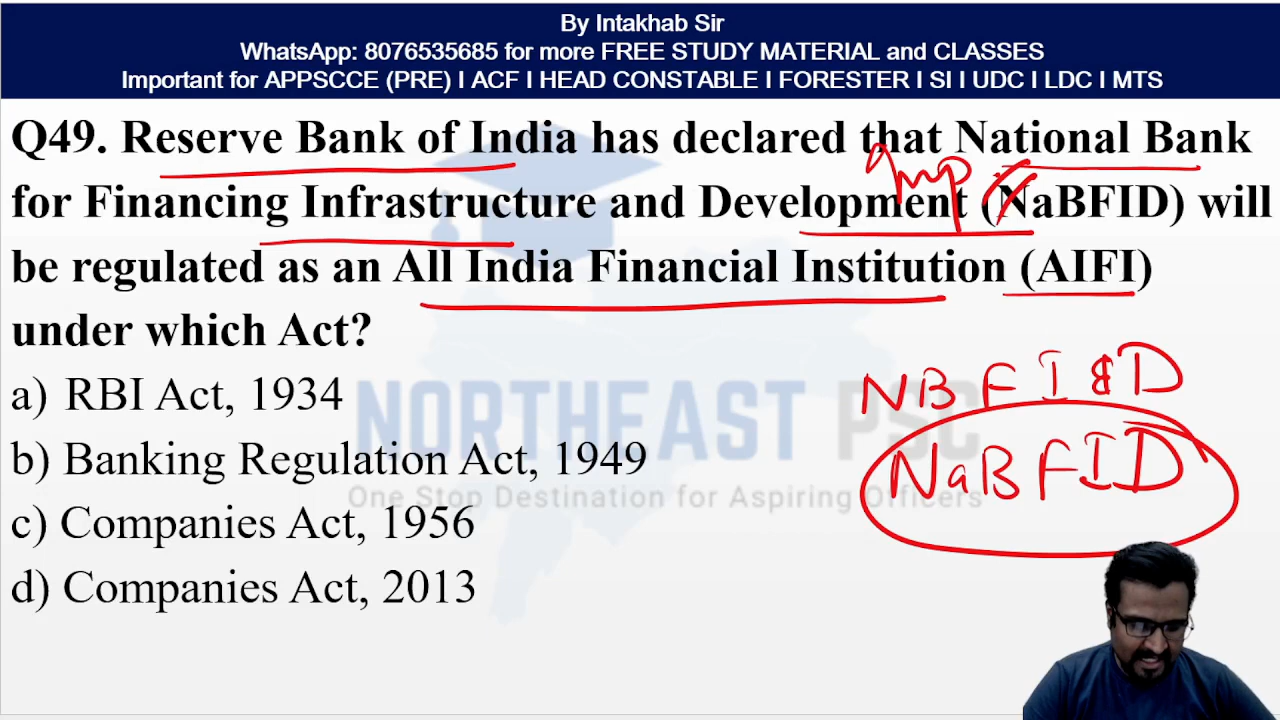 By Intakhab Sir
WhatsApp: 8076535685 for more FREE STUDY MATERIAL and CLASSES
Important for APPSCCE (PRE) I ACF I HEAD CONSTABLE I FORESTER I SI I UDC I LDC I MTS
Q49. Reserve Bank of India has declared that National Bank
for Financing Infrastructure and Development (NaBFID) will
be regulated as an All India Financial Institution (AIFI)
under which Act?
Imp
a) RBI Act, 1934
b) Banking Regulation Act, 1949
c) Companies Act, 1956
d) Companies Act, 2013
NBFI&D
NaBFID
NORTHEAST PSC
One Stop Destination for Aspiring Officers